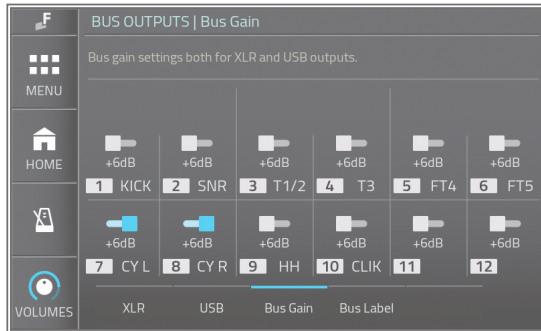 F
BUS OUTPUTS | Bus Gain
Bus gain settings both for XLR and USB outputs.
MENU
HOME
+6dB +6dB +6dB +6dB +6dB +6dB
1 KICK 2 SNR 3 T1/2 4 T3 5 FT4 6 FT5
+6dB +6dB +6dB +6dB +6dB +6dB
7 CY L 8 CY R 9 HH 10 CLIK 11 12
VOLUMES
XLR USB Bus Gain Bus Label